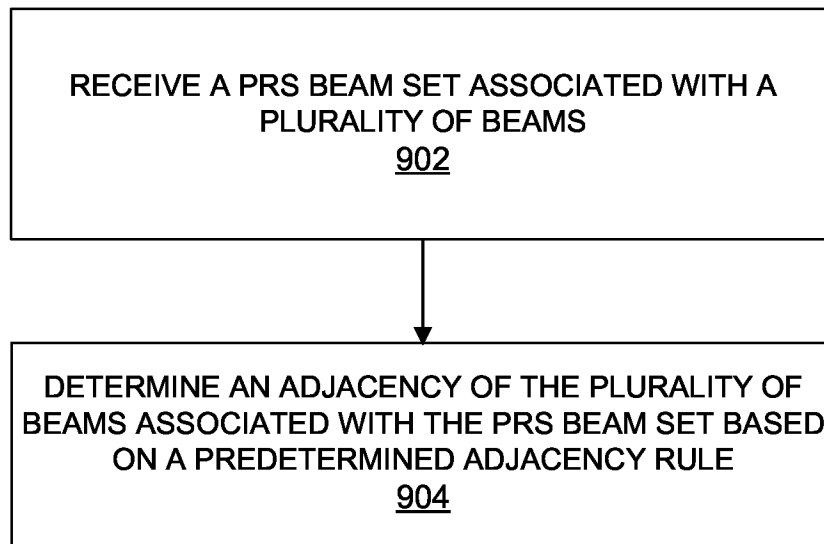 RECEIVE A PRS BEAM SET ASSOCIATED WITH A
PLURALITY OF BEAMS
902
DETERMINE AN ADJACENCY OF THE PLURALITY OF
BEAMS ASSOCIATED WITH THE PRS BEAM SET BASED
ON A PREDETERMINED ADJACENCY RULE
904